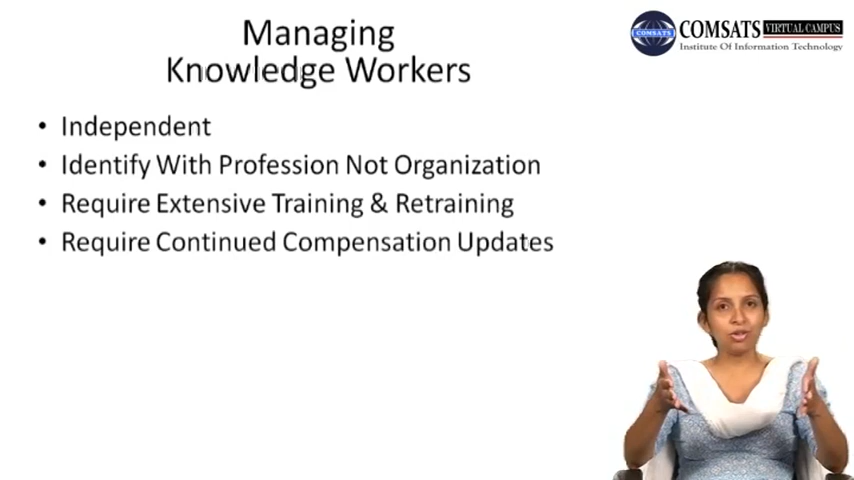 Managing
Knowledge Workers
COMSATS VIRTUAL CAMPUS
Institute Of Information Technology
COMSATS
• Independent
• Identify With Profession Not Organization
• Require Extensive Training & Retraining
• Require Continued Compensation Updates